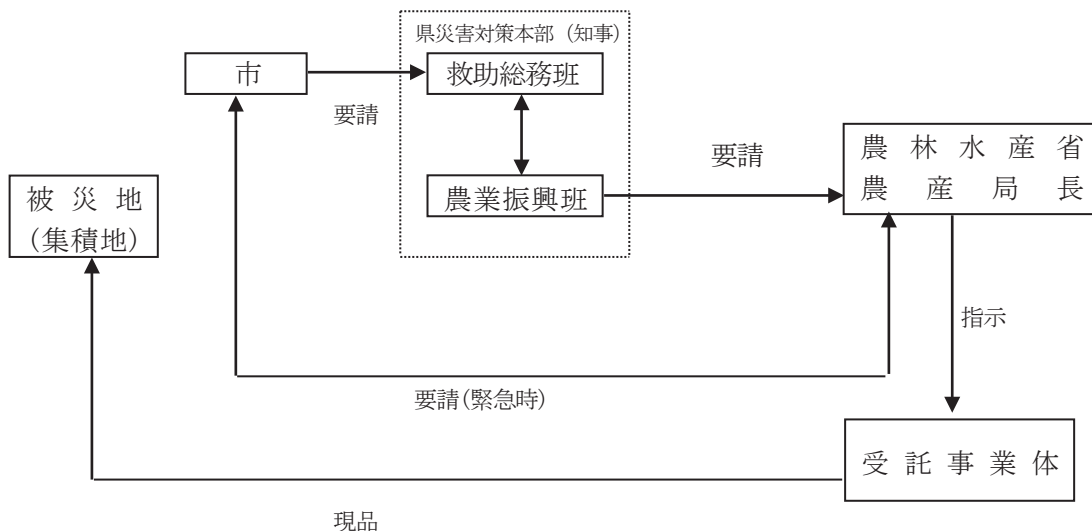 県災害対策本部（知事）
市
救助総務班
要請
農業振興班
要請
農林水産省
農産局長
被災地
(集積地)
指示
要請(緊急時)
受託事業体
現品